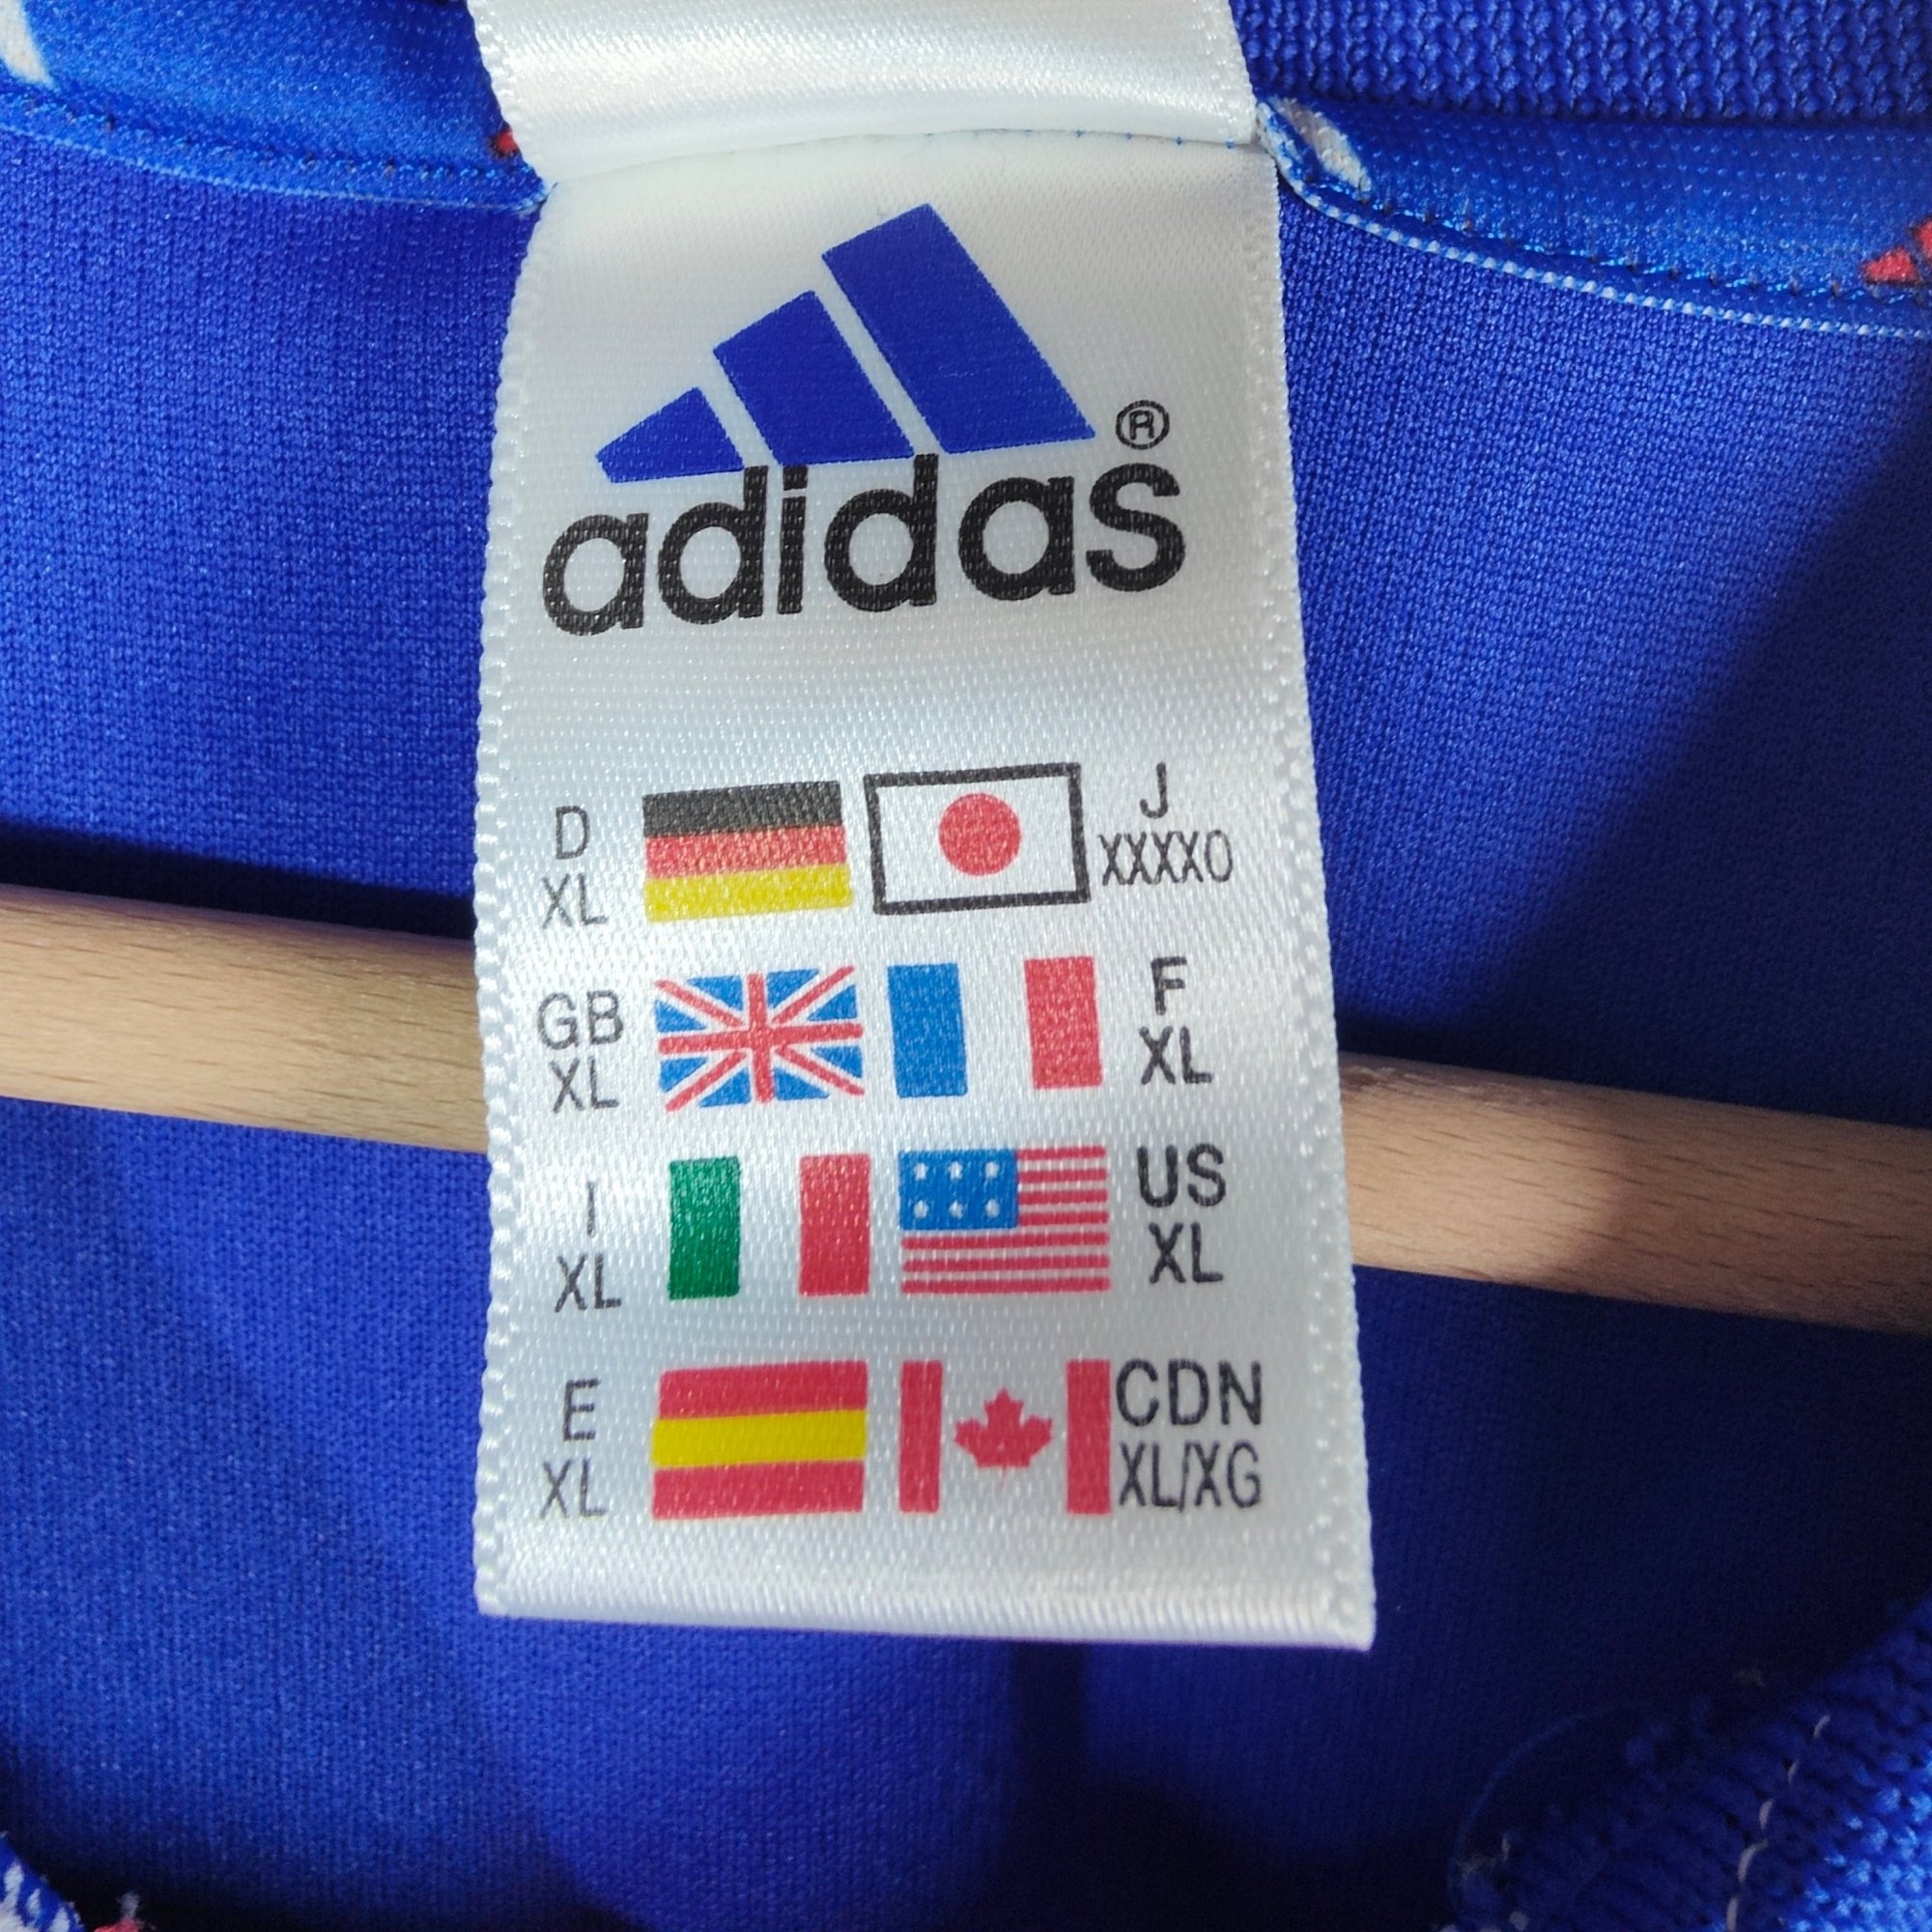 adidas®
D J
XL XXXXO
GB F
XL XL
I US
XL XL
E CDN
XL XL/XG